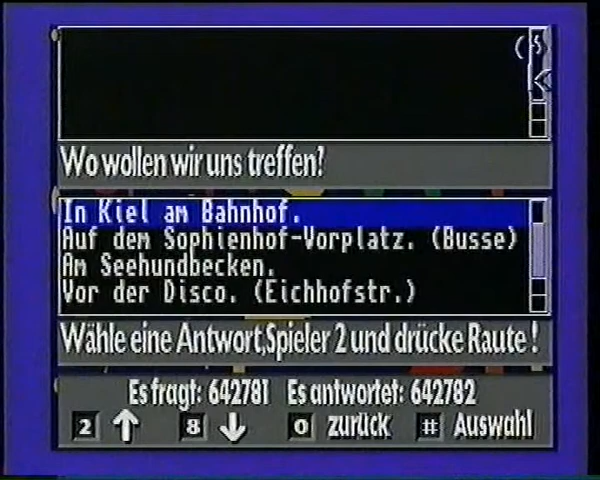 Wo wollen wir uns treffen?
In Kiel am Bahnhof.
Auf dem Sophienhof-Vorplatz. (Busse)
Am Seehundbecken.
Vor der Disco. (Eichhofstr.)
Wähle eine Antwort,Spieler 2 und drücke Raute !
Es fragt: 642781 Es antwortet: 642782
2 ↑ 8 ↓ 0 zurück # Auswahl